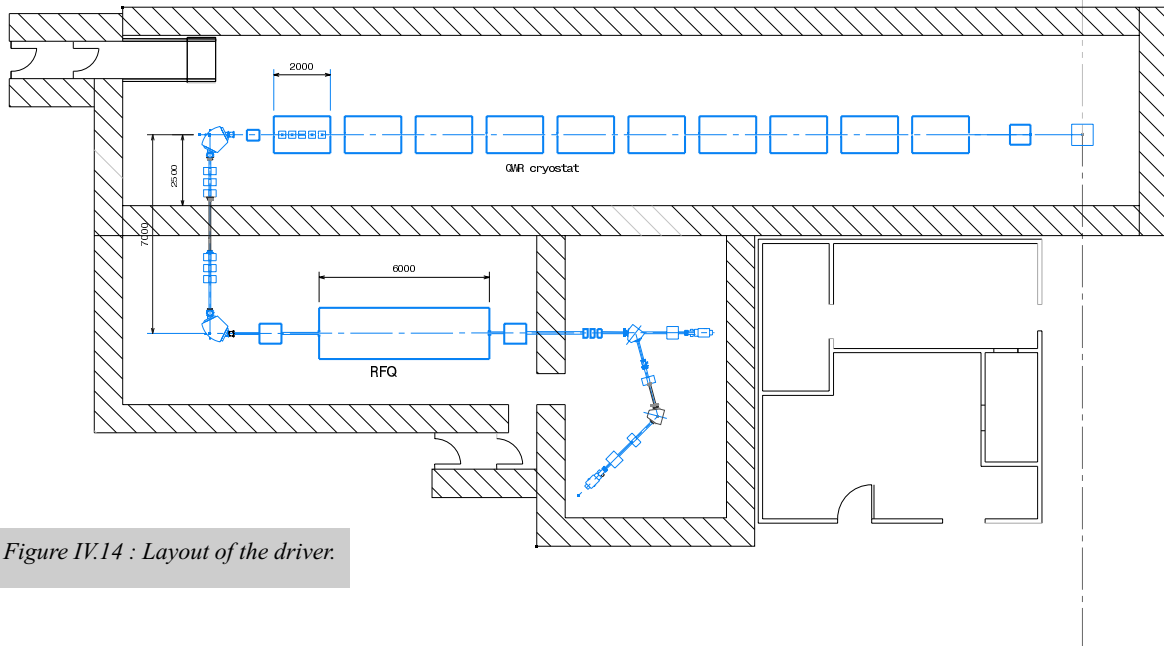 2000
2500
QWR cryostat
7000
6000
RFQ
Figure IV.14 : Layout of the driver.